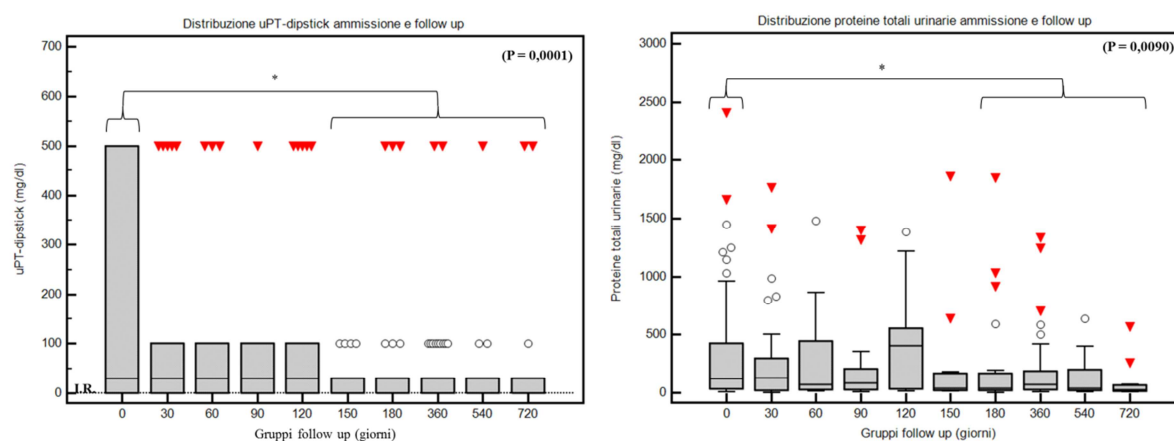 Distribuzione uPT-dipstick ammissione e follow up
(P = 0,0001)
*
uPT-dipstick (mg/dl)
700
600
500
400
300
200
100
0
I.R.
0 30 60 90 120 150 180 360 540 720
Gruppi follow up (giorni)
Distribuzione proteine totali urinarie ammissione e follow up
(P = 0,0090)
*
Proteine totali urinarie (mg/dl)
3000
2500
2000
1500
1000
500
0
0 30 60 90 120 150 180 360 540 720
Gruppi follow up (giorni)